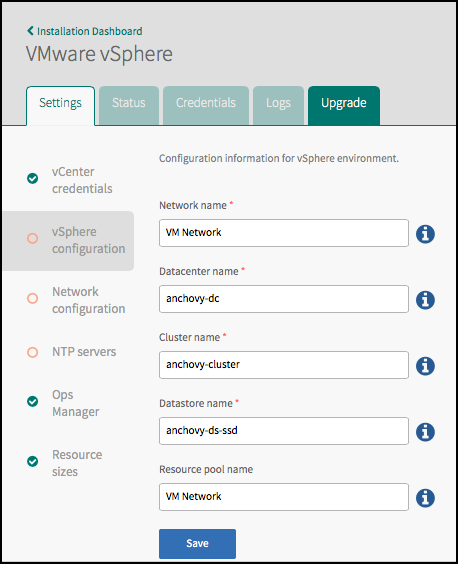 Installation Dashboard
VMware vSphere
Settings Status Credentials Logs Upgrade
vCenter
credentials
vSphere
configuration
Network
configuration
NTP servers
Ops
Manager
Resource
sizes
Configuration information for vSphere environment.
Network name *
VM Network
Datacenter name *
anchovy-dc
Cluster name *
anchovy-cluster
Datastore name *
anchovy-ds-ssd
Resource pool name
VM Network
Save